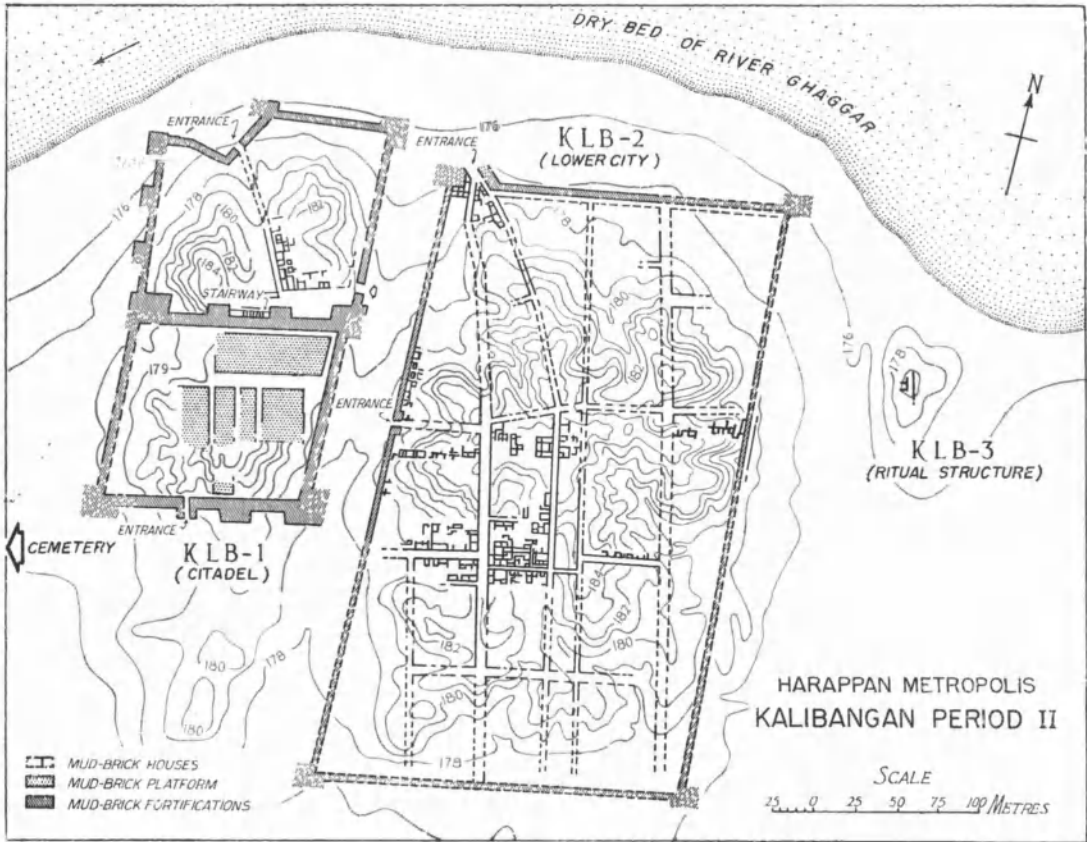 DRY BED OF RIVER GHAGGAR
N
ENTRANCE
176
ENTRANCE
KLB-2
(LOWER CITY)
176
178
180
182
182
184
STAIRWAY
178
180
182
176
178
179
ENTRANCE
KLB-3
(RITUAL STRUCTURE)
ENTRANCE
CEMETERY
KLB-1
(CITADEL)
184
182
180
182
180
180
178
180
178
HARAPPAN METROPOLIS
KALIBANGAN PERIOD II
MUD-BRICK HOUSES
MUD-BRICK PLATFORM
MUD-BRICK FORTIFICATIONS
SCALE
25 0 25 50 75 100 METRES